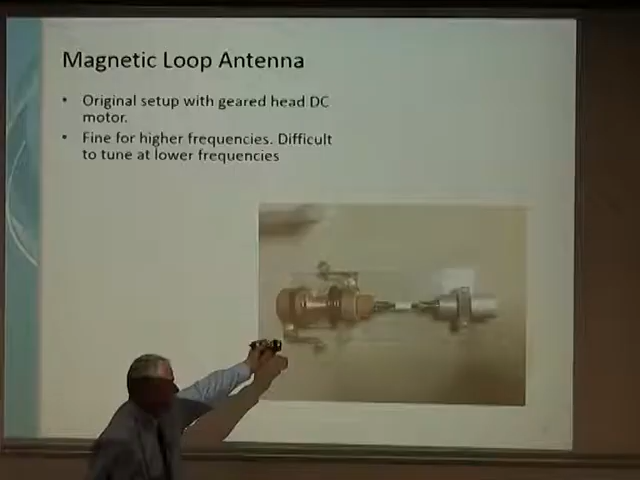 Magnetic Loop Antenna
• Original setup with geared head DC
motor.
• Fine for higher frequencies. Difficult
to tune at lower frequencies